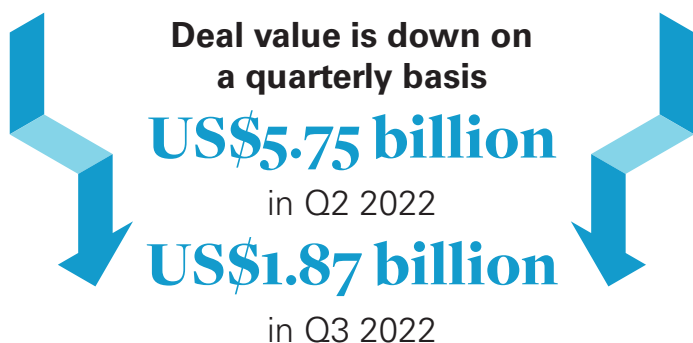 Deal value is down on
a quarterly basis
US$5.75 billion
in Q2 2022
US$1.87 billion
in Q3 2022